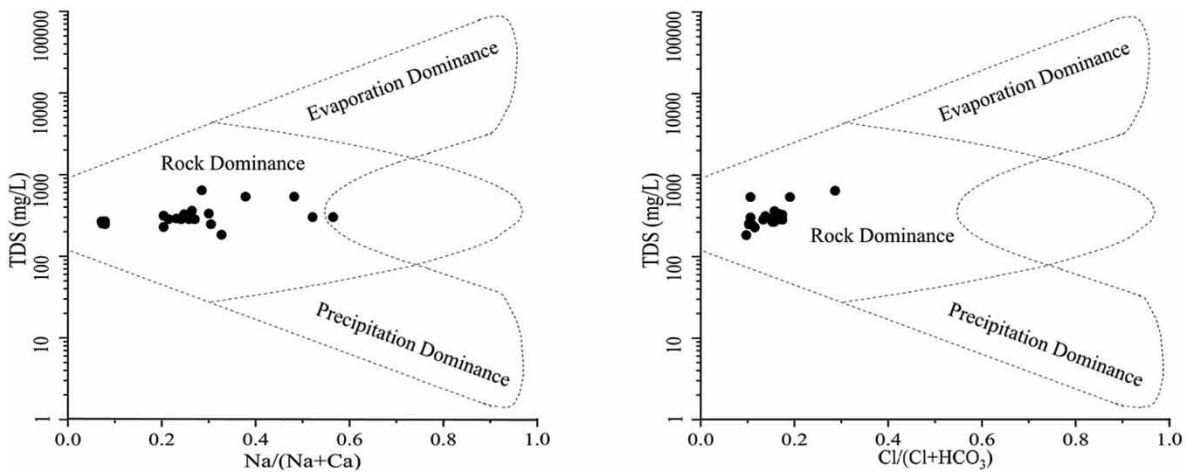 100000
10000
1000
100
10
1
TDS (mg/L)
Evaporation Dominance
Rock Dominance
Precipitation Dominance
0.0 0.2 0.4 0.6 0.8 1.0
Na/(Na+Ca)
100000
10000
1000
100
10
1
TDS (mg/L)
Evaporation Dominance
Rock Dominance
Precipitation Dominance
0.0 0.2 0.4 0.6 0.8 1.0
Cl/(Cl+HCO₃)